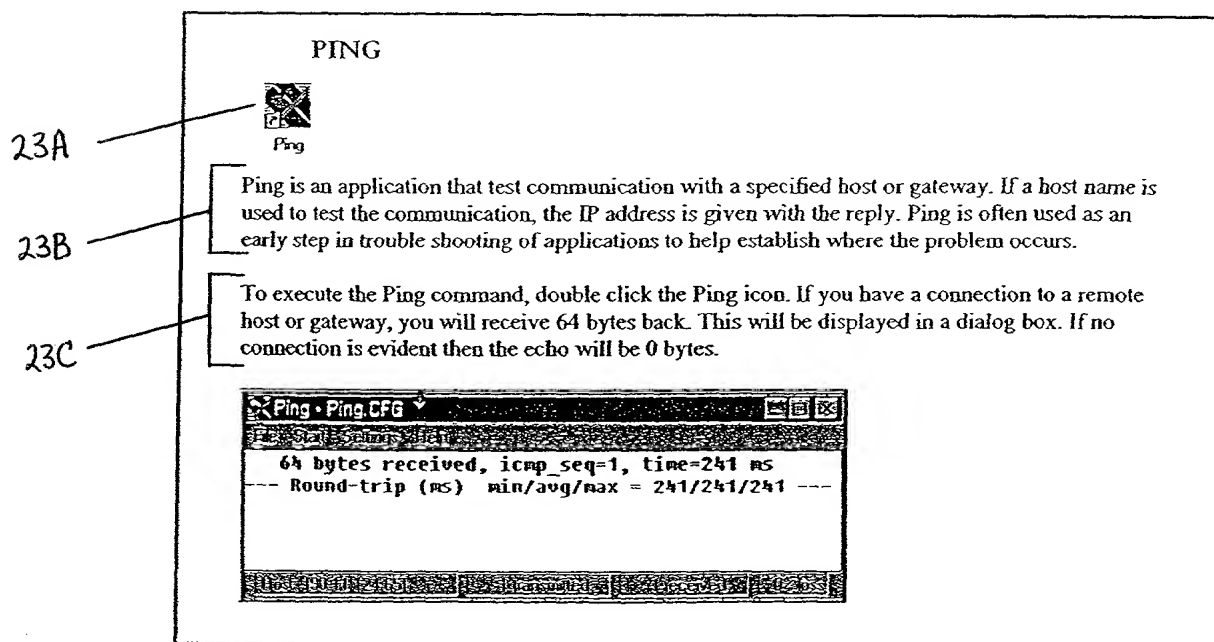 PING
23A
Ping
Ping is an application that test communication with a specified host or gateway. If a host name is
23B
used to test the communication, the IP address is given with the reply. Ping is often used as an
early step in trouble shooting of applications to help establish where the problem occurs.
To execute the Ping command, double click the Ping icon. If you have a connection to a remote
23C
host or gateway, you will receive 64 bytes back. This will be displayed in a dialog box. If no
connection is evident then the echo will be 0 bytes.
Ping - Ping.CFG
File Start Settings Help
64 bytes received, icmp_seq=1, time=241 ms
--- Round-trip (ms) min/avg/max = 241/241/241 ---